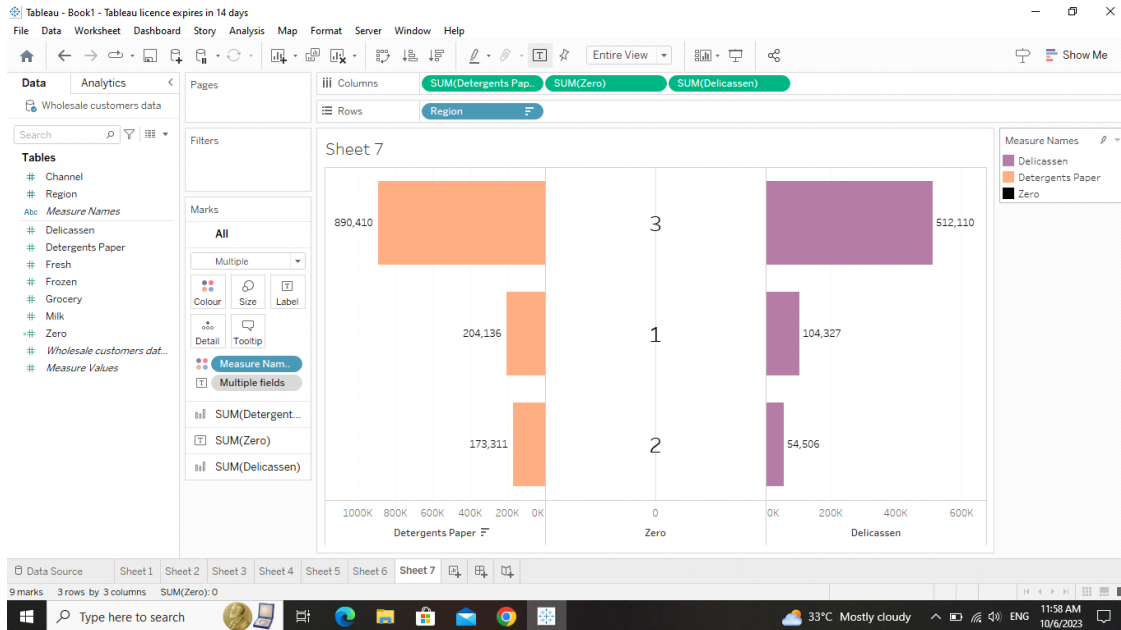 Tableau - Book1 - Tableau licence expires in 14 days
File Data Worksheet Dashboard Story Analysis Map Format Server Window Help
Entire View
Show Me
Data Analytics
Wholesale customers data
Search
Tables
Channel
Region
Abc Measure Names
Delicassen
Detergents Paper
Fresh
Frozen
Grocery
Milk
Zero
Wholesale customers dat...
Measure Values
Pages
Filters
Marks
All
Multiple
Colour Size Label
Detail Tooltip
Measure Nam..
Multiple fields
SUM(Detergent...
SUM(Zero)
SUM(Delicassen)
Columns SUM(Detergents Pap.. SUM(Zero) SUM(Delicassen)
Rows Region
Sheet 7
890,410 3 512,110
204,136 1 104,327
173,311 2 54,506
1000K 800K 600K 400K 200K 0K 0 0K 200K 400K 600K
Detergents Paper Zero Delicassen
Measure Names
Delicassen
Detergents Paper
Zero
Data Source Sheet 1 Sheet 2 Sheet 3 Sheet 4 Sheet 5 Sheet 6 Sheet 7
9 marks 3 rows by 3 columns SUM(Zero): 0
Type here to search
33°C Mostly cloudy
ENG
11:58 AM
10/6/2023